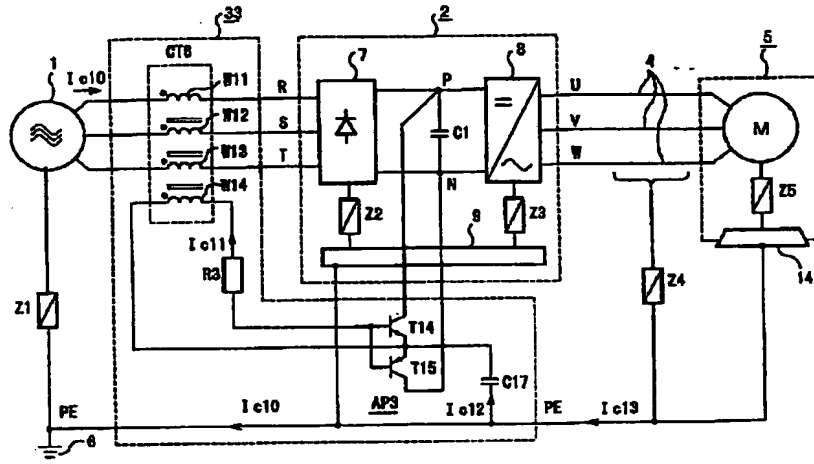 33
2
5
1
Ic10
CT6
W11
W12
W13
W14
R
S
T
7
P
8
C1
N
U
V
W
4
M
Z1
Z2
Z3
Z4
Z5
9
14
Ic11
R3
T14
T15
C17
AP3
PE
Ic10
Ic12
PE
Ic13
6